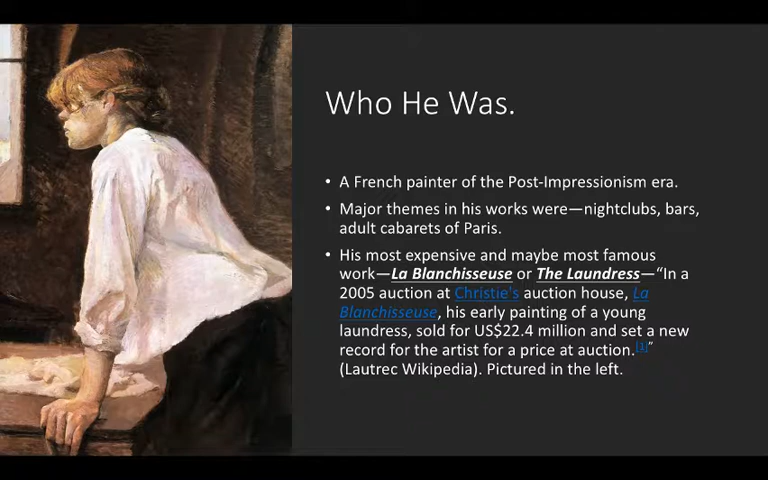 Who He Was.
• A French painter of the Post-Impressionism era.
• Major themes in his works were—nightclubs, bars,
adult cabarets of Paris.
• His most expensive and maybe most famous
work—La Blanchisseuse or The Laundress—“In a
2005 auction at Christie's auction house, La
Blanchisseuse, his early painting of a young
laundress, sold for US$22.4 million and set a new
record for the artist for a price at auction.[1]”
(Lautrec Wikipedia). Pictured in the left.